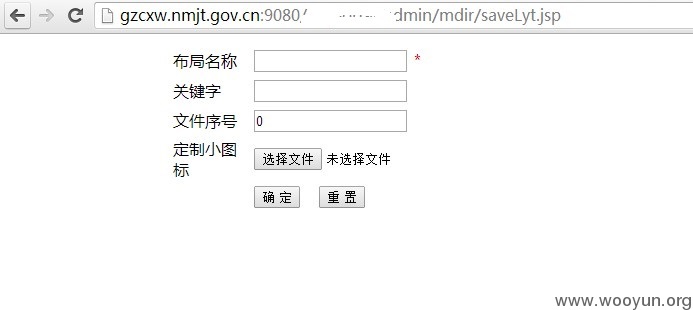 gzcxw.nmjt.gov.cn:9080/ dmin/mdir/saveLyt.jsp
布局名称 *
关键字
文件序号 0
定制小图
标 选择文件 未选择文件
确 定 重 置
www.wooyun.org